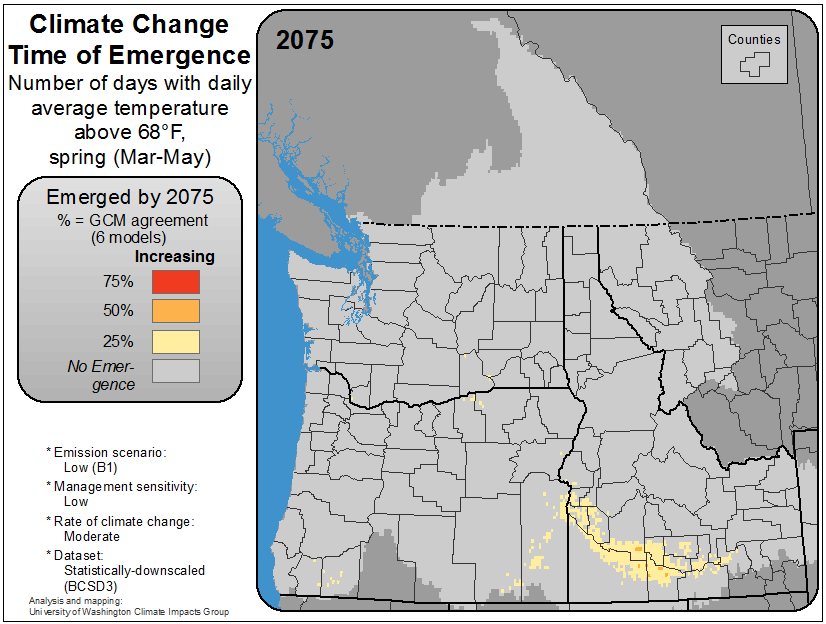 Climate Change
Time of Emergence
Number of days with daily
average temperature
above 68°F,
spring (Mar-May)
Emerged by 2075
% = GCM agreement
(6 models)
Increasing
75%
50%
25%
No Emer-
gence
* Emission scenario:
Low (B1)
* Management sensitivity:
Low
* Rate of climate change:
Moderate
* Dataset:
Statistically-downscaled
(BCSD3)
Analysis and mapping:
University of Washington Climate Impacts Group
2075
Counties